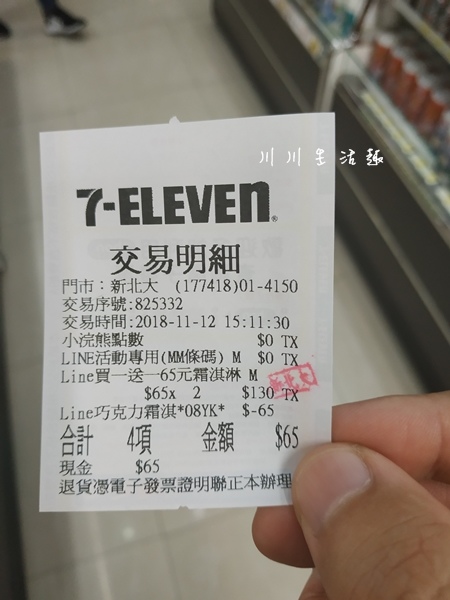 川川生活趣
7-ELEVEn®
交易明細
門市：新北大 (177418)01-4150
交易序號:825332
交易時間:2018-11-12 15:11:30
小浣熊點數 $0 TX
LINE活動專用(MM條碼) M $0 TX
Line買一送一65元霜淇淋 M
$65x 2 $130 TX
Line巧克力霜淇*08YK* $-65
合計 4項 金額 $65
現金 $65
退貨憑電子發票證明聯正本辦理